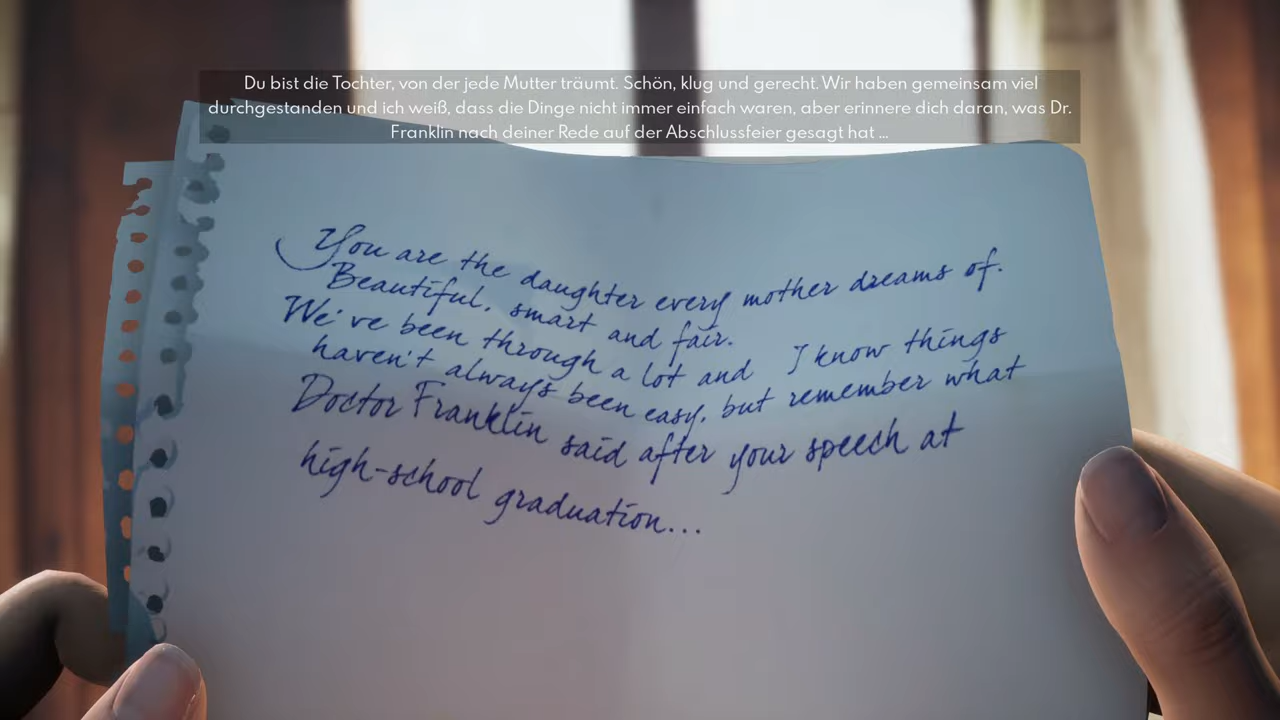 Du bist die Tochter, von der jede Mutter träumt. Schön, klug und gerecht. Wir haben gemeinsam viel
durchgestanden und ich weiß, dass die Dinge nicht immer einfach waren, aber erinnere dich daran, was Dr.
Franklin nach deiner Rede auf der Abschlussfeier gesagt hat ...
You are the daughter every mother dreams of.
Beautiful, smart and fair.
We've been through a lot and I know things
haven't always been easy, but remember what
Doctor Franklin said after your speech at
high-school graduation...